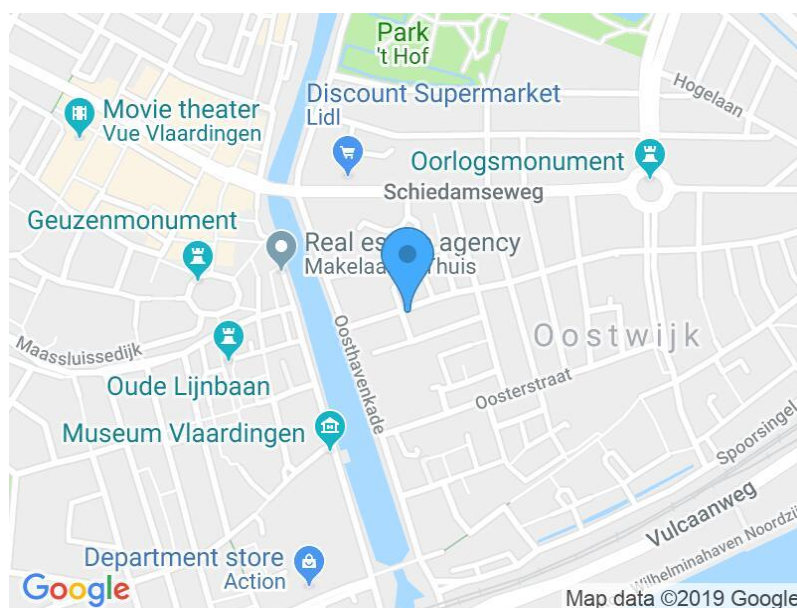 Park
't Hof
Hogelaan
Movie theater
Vue Vlaardingen
Discount Supermarket
Lidl
Oorlogsmonument
Schiedamseweg
Geuzenmonument
Real es agency
Makelaa Thuis
Oosthavenkade
Maassluissedijk
Oostwijk
Oude Lijnbaan
Oosterstraat
Museum Vlaardingen
Spoorsingel
Vulcaanweg
Wilhelminahaven Noordzij
Department store
Action
Google
Map data ©2019 Google